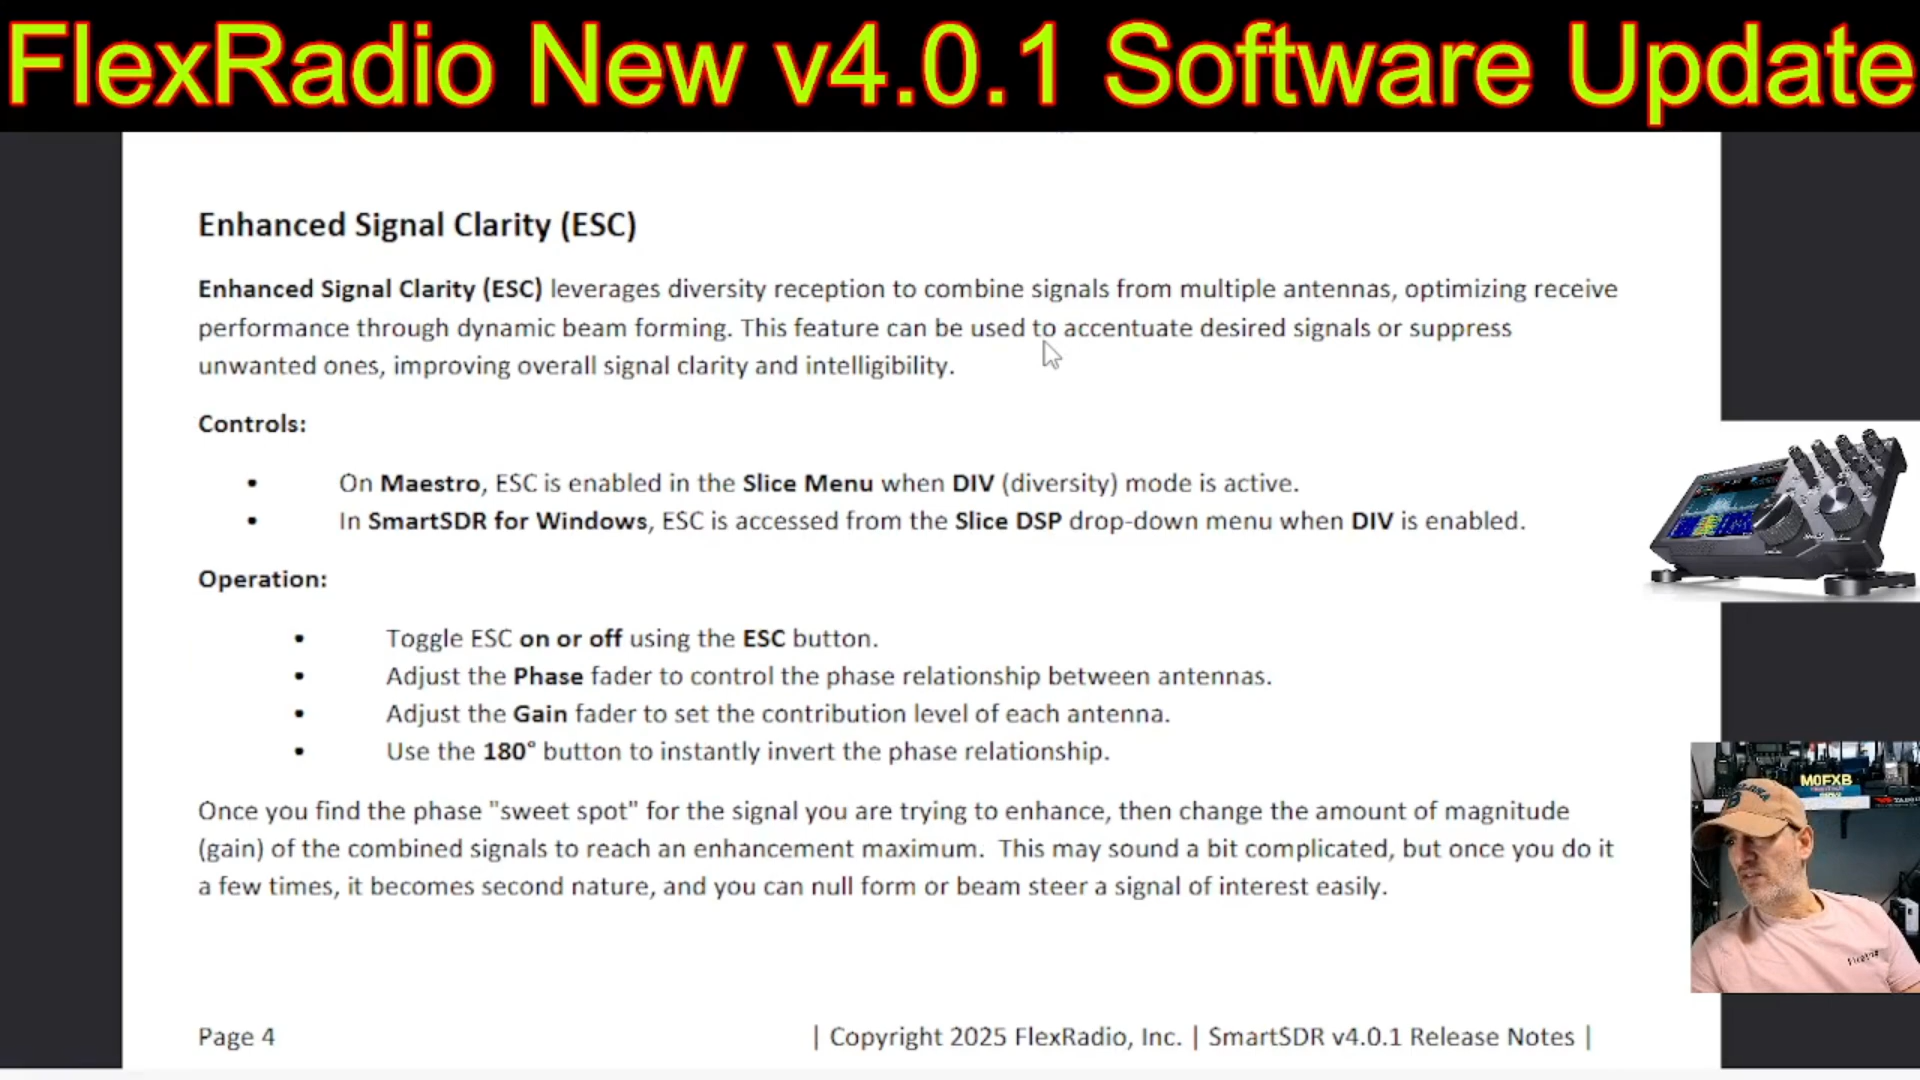 FlexRadio New v4.0.1 Software Update
Enhanced Signal Clarity (ESC)
Enhanced Signal Clarity (ESC) leverages diversity reception to combine signals from multiple antennas, optimizing receive
performance through dynamic beam forming. This feature can be used to accentuate desired signals or suppress
unwanted ones, improving overall signal clarity and intelligibility.
Controls:
• On Maestro, ESC is enabled in the Slice Menu when DIV (diversity) mode is active.
• In SmartSDR for Windows, ESC is accessed from the Slice DSP drop-down menu when DIV is enabled.
Operation:
• Toggle ESC on or off using the ESC button.
• Adjust the Phase fader to control the phase relationship between antennas.
• Adjust the Gain fader to set the contribution level of each antenna.
• Use the 180° button to instantly invert the phase relationship.
Once you find the phase "sweet spot" for the signal you are trying to enhance, then change the amount of magnitude
(gain) of the combined signals to reach an enhancement maximum. This may sound a bit complicated, but once you do it
a few times, it becomes second nature, and you can null form or beam steer a signal of interest easily.
M0FXB
Page 4
| Copyright 2025 FlexRadio, Inc. | SmartSDR v4.0.1 Release Notes |